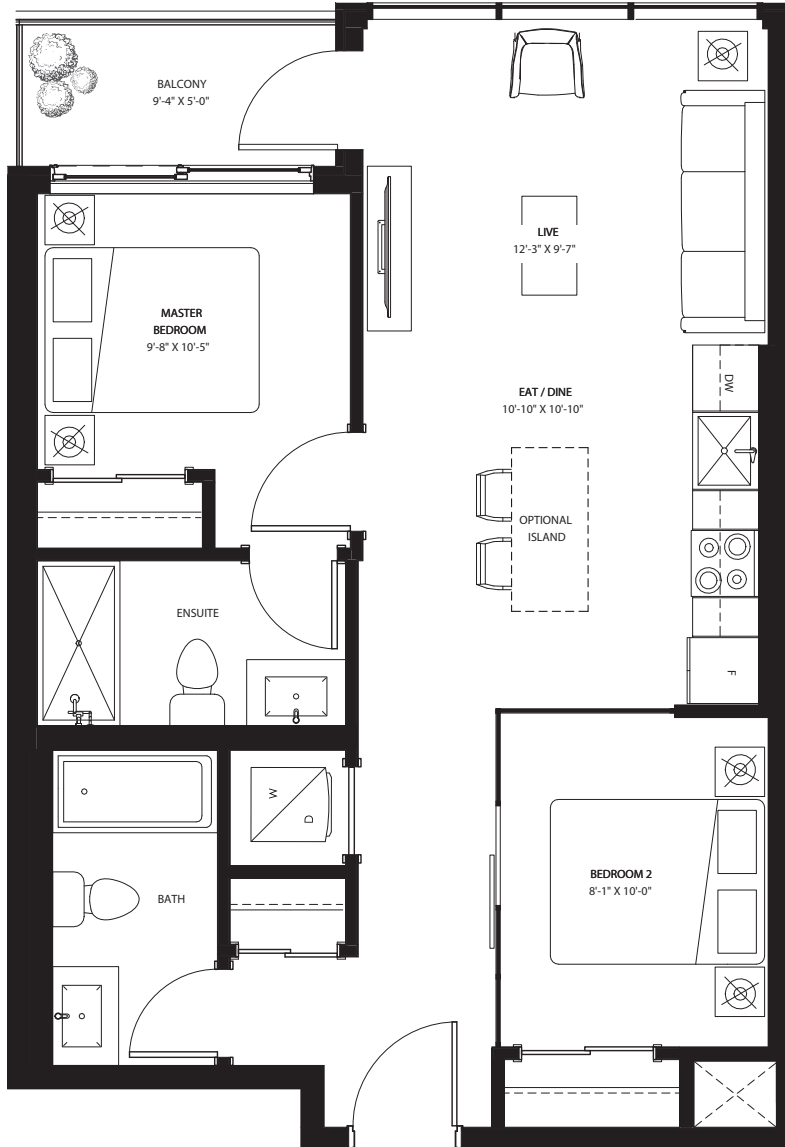 BALCONY
9'-4" X 5'-0"
LIVE
12'-3" X 9'-7"
MASTER
BEDROOM
9'-8" X 10'-5"
DW
EAT / DINE
10'-10" X 10'-10"
OPTIONAL
ISLAND
ENSUITE
F
W
D
BATH
BEDROOM 2
8'-1" X 10'-0"